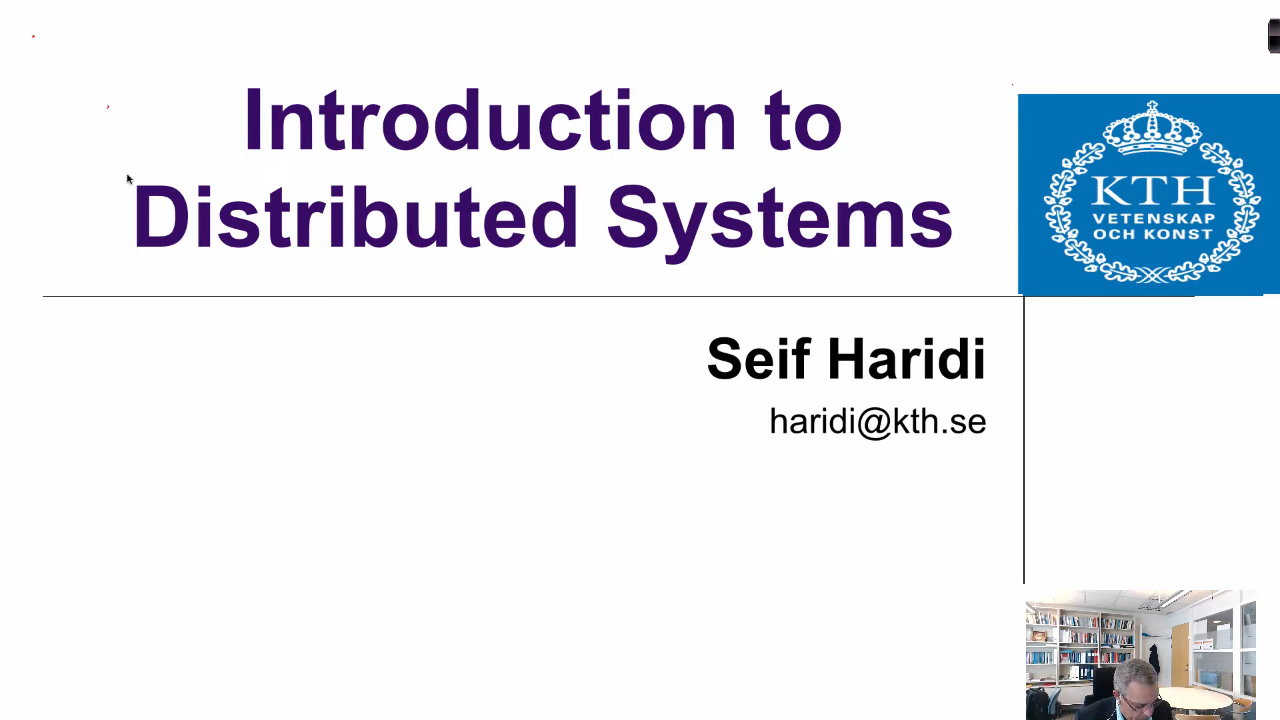 Introduction to
Distributed Systems
KTH
VETENSKAP
OCH KONST
Seif Haridi
haridi@kth.se